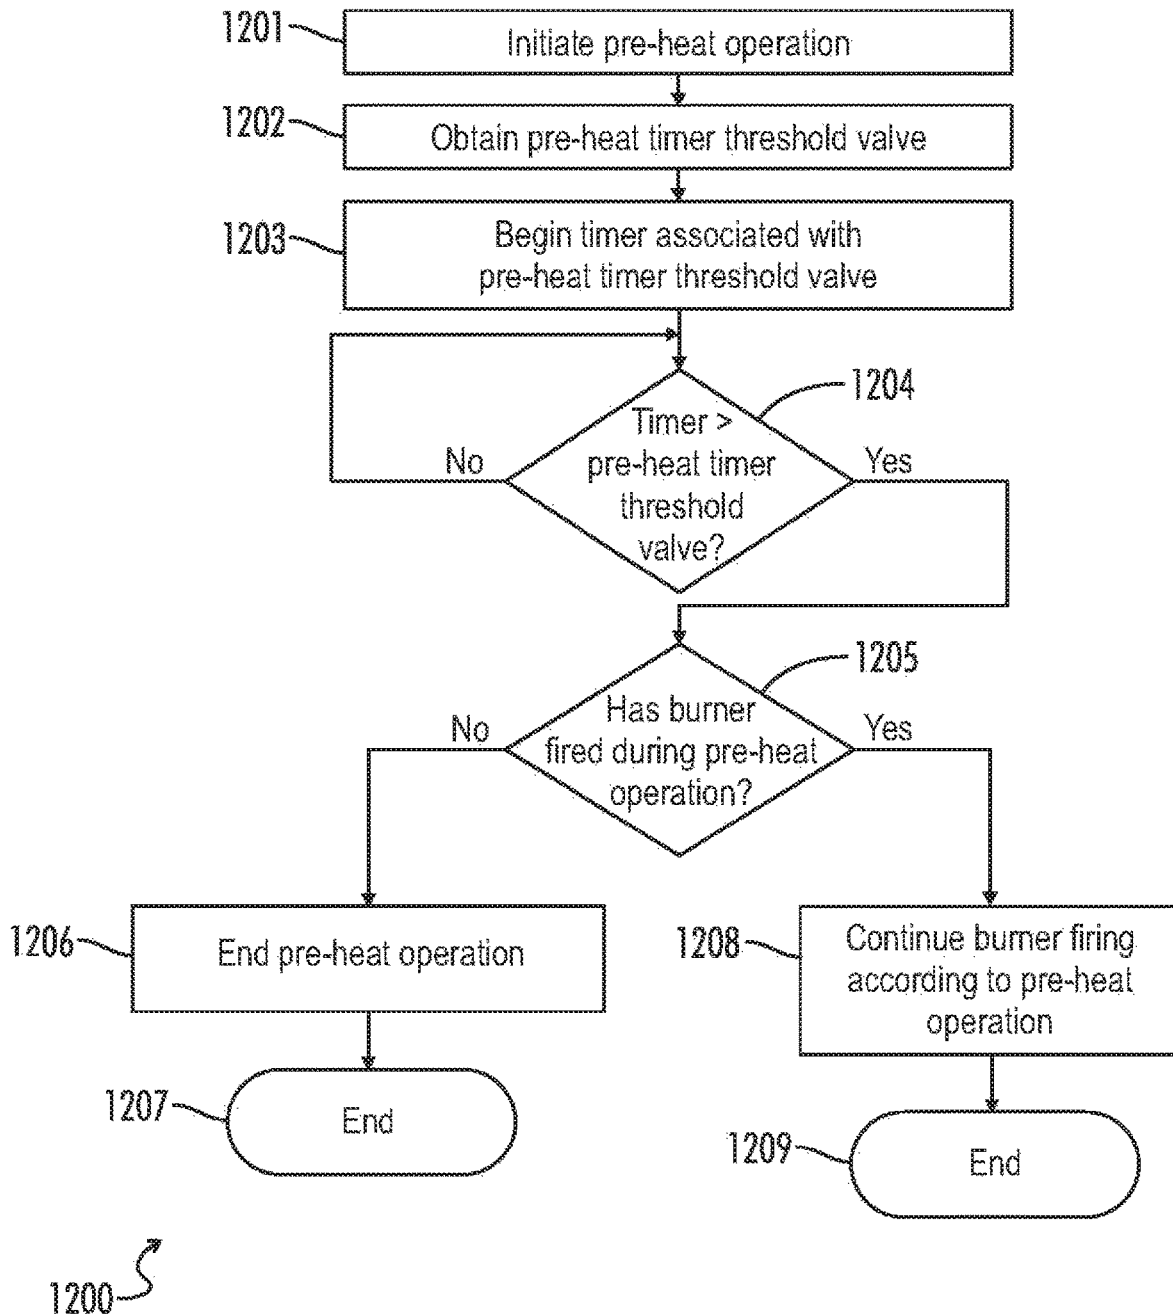 1201
Initiate pre-heat operation
1202
Obtain pre-heat timer threshold valve
1203
Begin timer associated with
pre-heat timer threshold valve
1204
Timer >
pre-heat timer
threshold
valve?
No
Yes
1205
Has burner
fired during pre-heat
operation?
No
Yes
1206
End pre-heat operation
1208
Continue burner firing
according to pre-heat
operation
1207
End
1209
End
1200